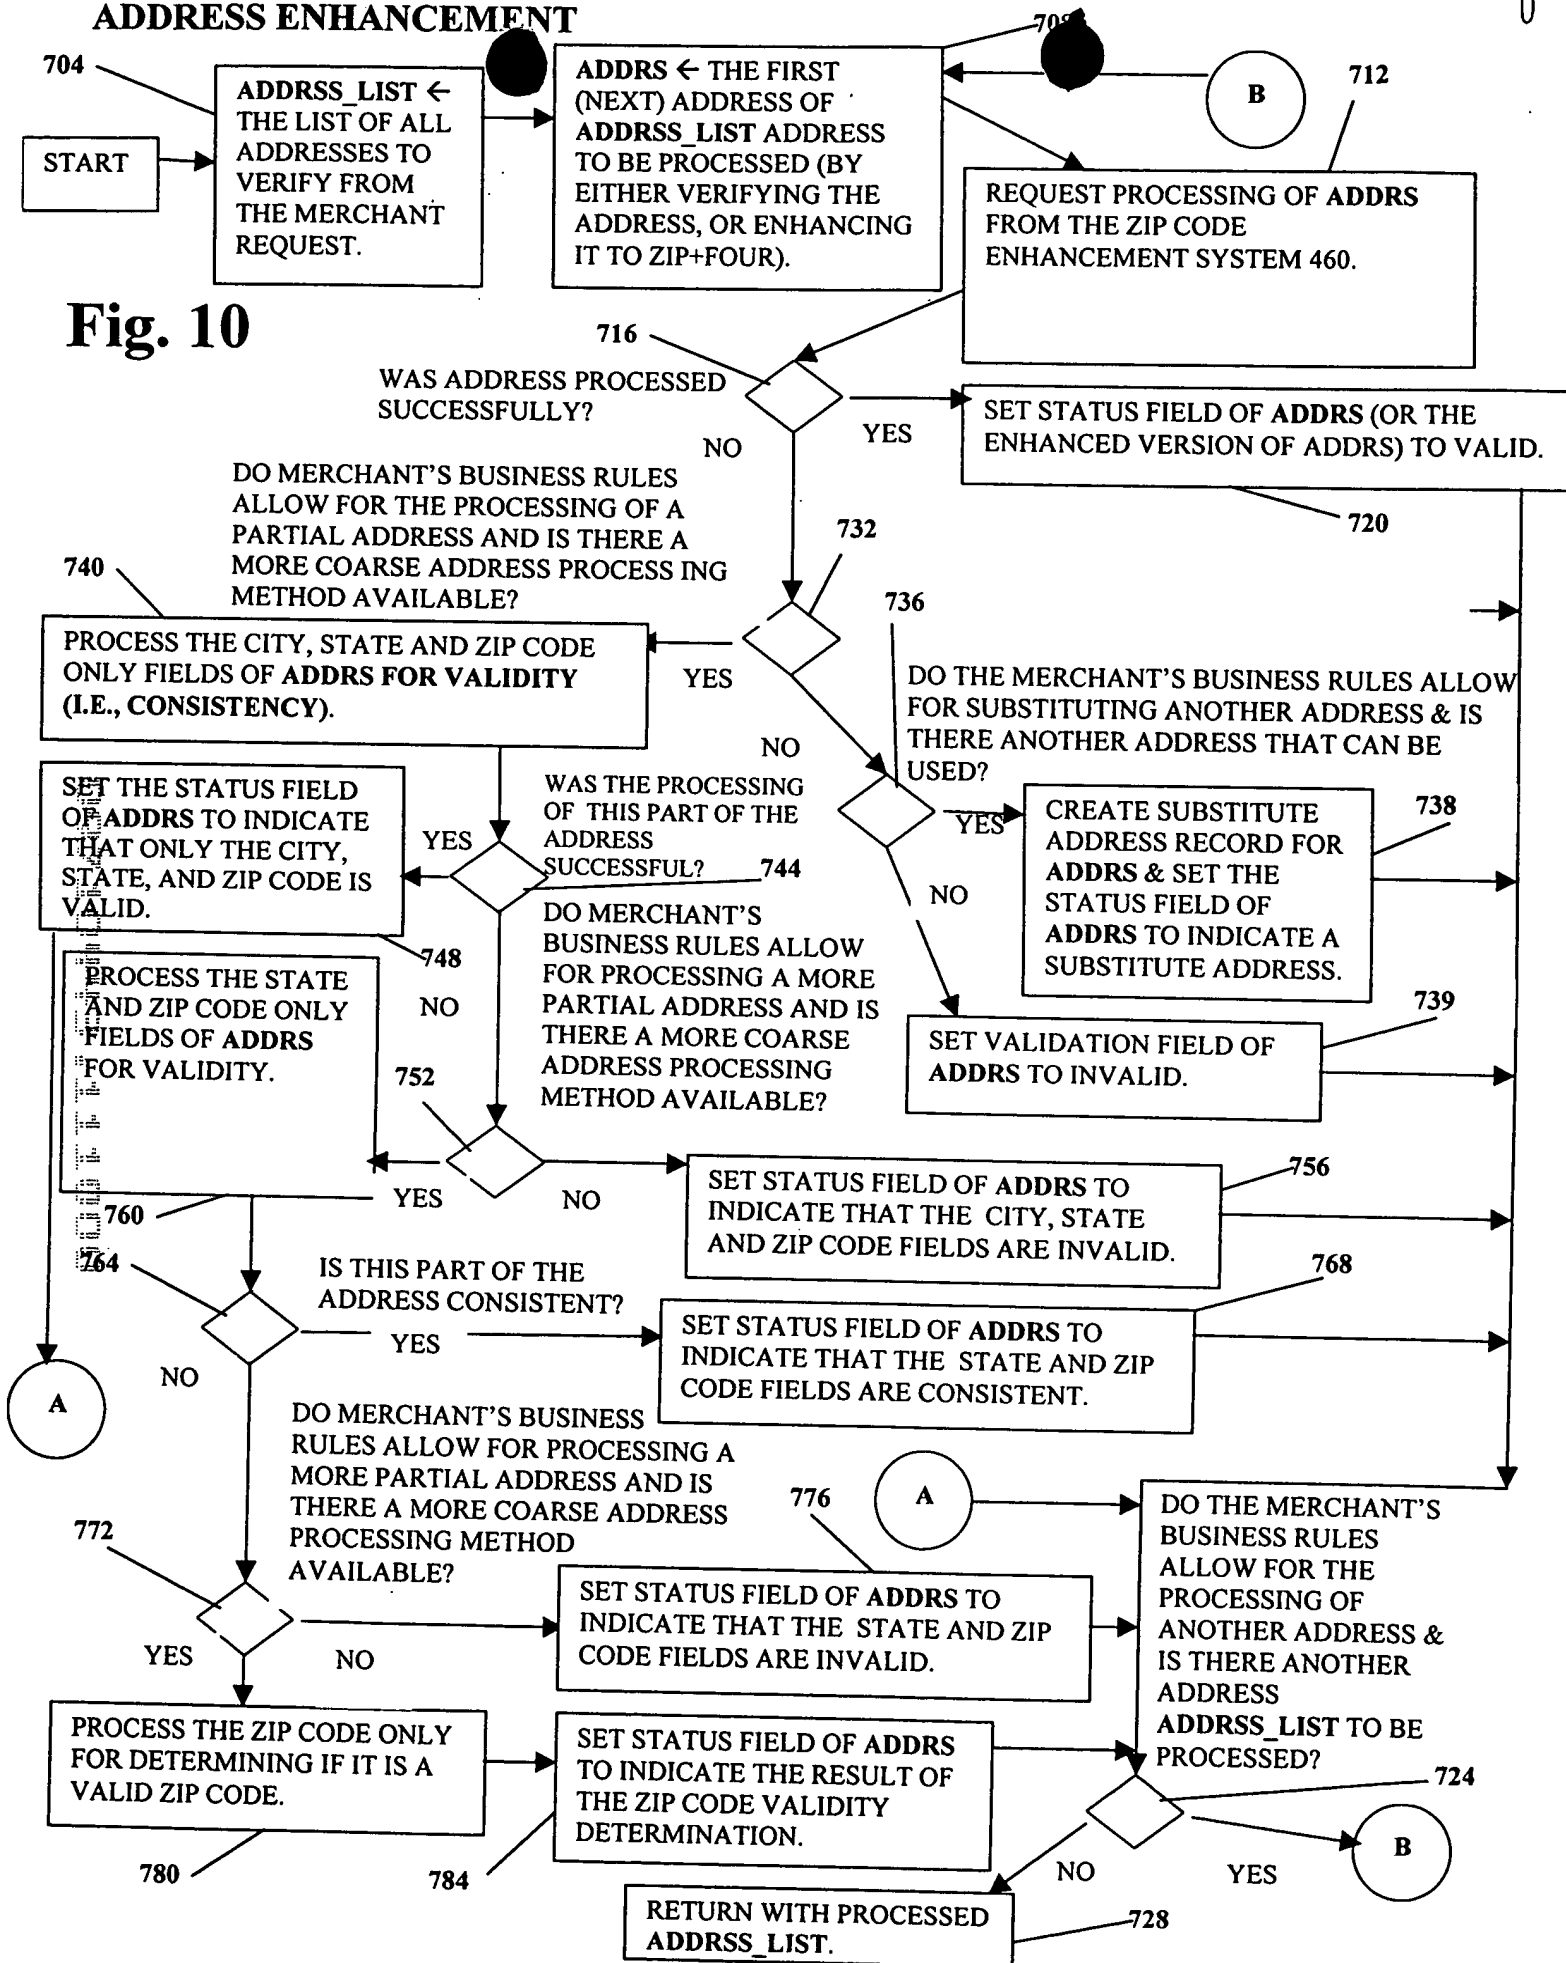 ADDRESS ENHANCEMENT
704
712
START
ADDRSS_LIST ←
THE LIST OF ALL
ADDRESSES TO
VERIFY FROM
THE MERCHANT
REQUEST.
ADDRS ← THE FIRST
(NEXT) ADDRESS OF
ADDRSS_LIST ADDRESS
TO BE PROCESSED (BY
EITHER VERIFYING THE
ADDRESS, OR ENHANCING
IT TO ZIP+FOUR).
B
REQUEST PROCESSING OF ADDRS
FROM THE ZIP CODE
ENHANCEMENT SYSTEM 460.
Fig. 10
716
WAS ADDRESS PROCESSED
SUCCESSFULLY?
NO
YES
SET STATUS FIELD OF ADDRS (OR THE
ENHANCED VERSION OF ADDRS) TO VALID.
720
DO MERCHANT'S BUSINESS RULES
ALLOW FOR THE PROCESSING OF A
PARTIAL ADDRESS AND IS THERE A
MORE COARSE ADDRESS PROCESS ING
METHOD AVAILABLE?
732
740
736
PROCESS THE CITY, STATE AND ZIP CODE
ONLY FIELDS OF ADDRS FOR VALIDITY
(I.E., CONSISTENCY).
YES
NO
DO THE MERCHANT'S BUSINESS RULES ALLOW
FOR SUBSTITUTING ANOTHER ADDRESS & IS
THERE ANOTHER ADDRESS THAT CAN BE
USED?
SET THE STATUS FIELD
OF ADDRS TO INDICATE
THAT ONLY THE CITY,
STATE, AND ZIP CODE IS
VALID.
YES
WAS THE PROCESSING
OF THIS PART OF THE
ADDRESS
SUCCESSFUL?
744
YES
NO
CREATE SUBSTITUTE
ADDRESS RECORD FOR
ADDRS & SET THE
STATUS FIELD OF
ADDRS TO INDICATE A
SUBSTITUTE ADDRESS.
738
748
NO
DO MERCHANT'S
BUSINESS RULES ALLOW
FOR PROCESSING A MORE
PARTIAL ADDRESS AND IS
THERE A MORE COARSE
ADDRESS PROCESSING
METHOD AVAILABLE?
PROCESS THE STATE
AND ZIP CODE ONLY
FIELDS OF ADDRS
FOR VALIDITY.
739
SET VALIDATION FIELD OF
ADDRS TO INVALID.
752
YES
NO
760
SET STATUS FIELD OF ADDRS TO
INDICATE THAT THE CITY, STATE
AND ZIP CODE FIELDS ARE INVALID.
756
764
IS THIS PART OF THE
ADDRESS CONSISTENT?
YES
NO
768
SET STATUS FIELD OF ADDRS TO
INDICATE THAT THE STATE AND ZIP
CODE FIELDS ARE CONSISTENT.
A
DO MERCHANT'S BUSINESS
RULES ALLOW FOR PROCESSING A
MORE PARTIAL ADDRESS AND IS
THERE A MORE COARSE ADDRESS
PROCESSING METHOD
AVAILABLE?
772
776
A
DO THE MERCHANT'S
BUSINESS RULES
ALLOW FOR THE
PROCESSING OF
ANOTHER ADDRESS &
IS THERE ANOTHER
ADDRESS
ADDRSS_LIST TO BE
PROCESSED?
YES
NO
SET STATUS FIELD OF ADDRS TO
INDICATE THAT THE STATE AND ZIP
CODE FIELDS ARE INVALID.
PROCESS THE ZIP CODE ONLY
FOR DETERMINING IF IT IS A
VALID ZIP CODE.
780
SET STATUS FIELD OF ADDRS
TO INDICATE THE RESULT OF
THE ZIP CODE VALIDITY
DETERMINATION.
784
724
NO
YES
B
RETURN WITH PROCESSED
ADDRSS_LIST.
728